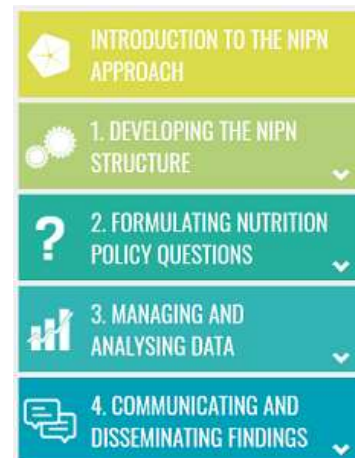 INTRODUCTION TO THE NIPN
APPROACH
1. DEVELOPING THE NIPN
STRUCTURE
2. FORMULATING NUTRITION
POLICY QUESTIONS
3. MANAGING AND
ANALYSING DATA
4. COMMUNICATING AND
DISSEMINATING FINDINGS